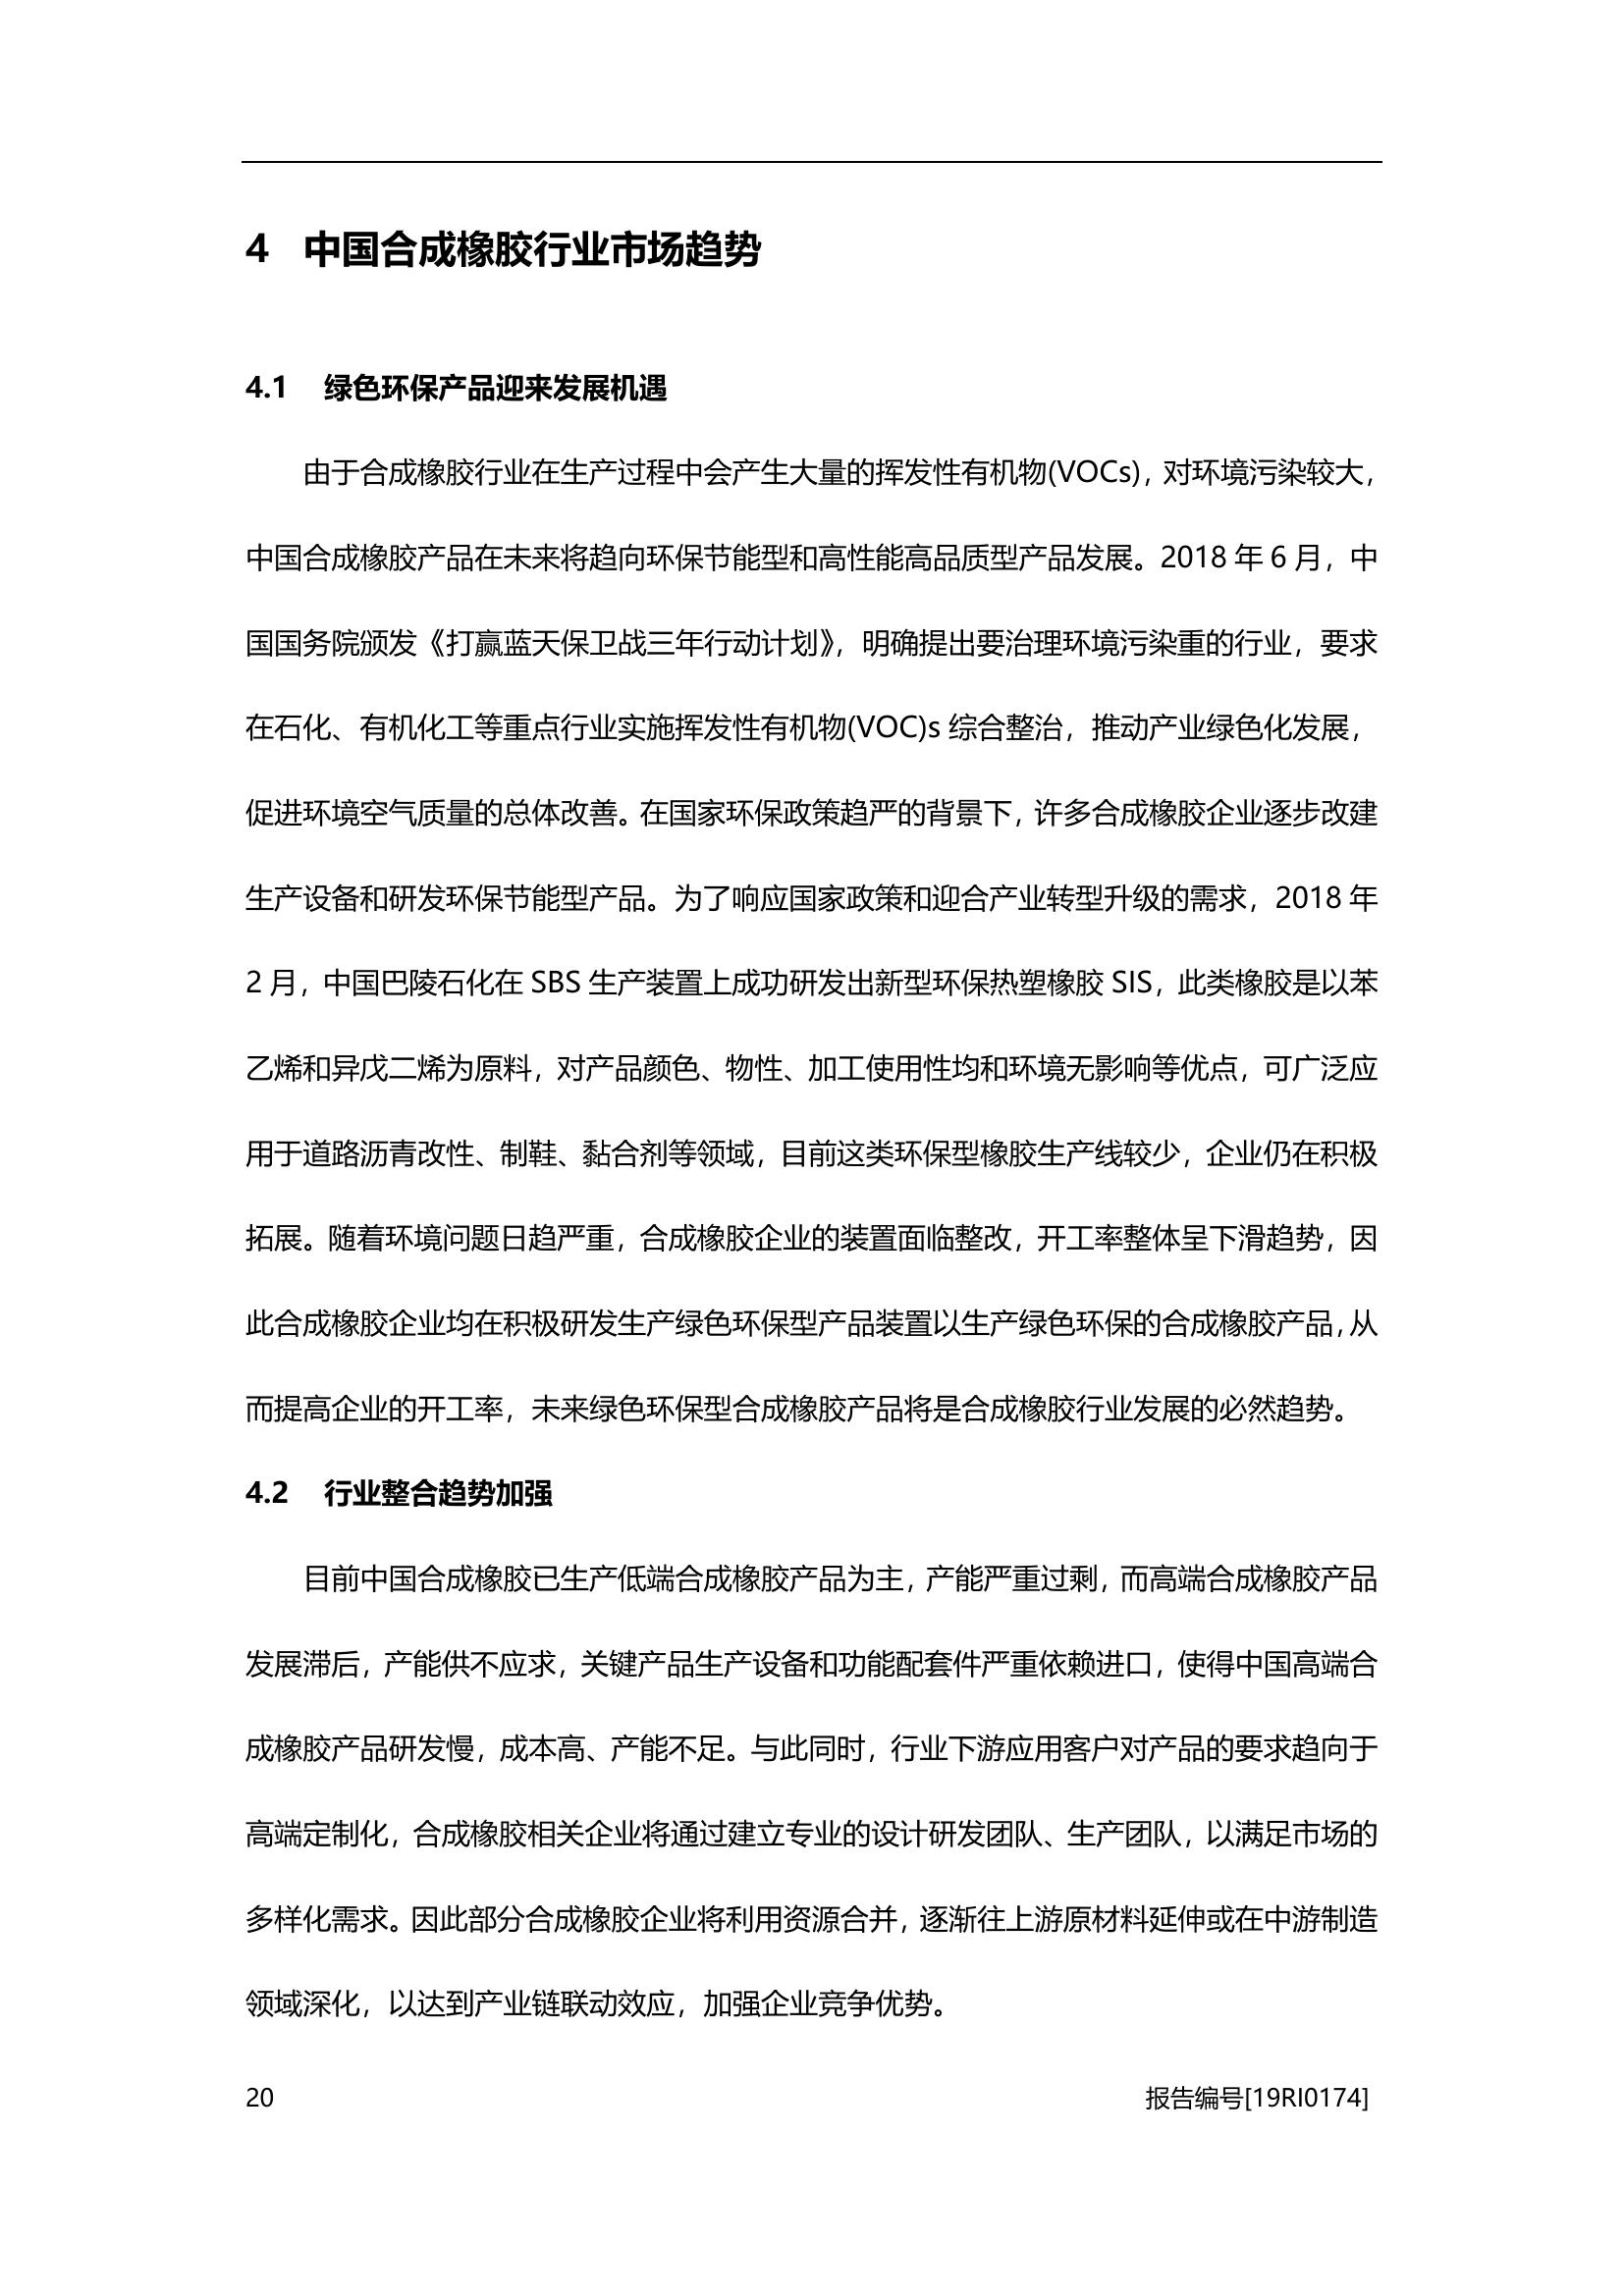 4 中国合成橡胶行业市场趋势
4.1 绿色环保产品迎来发展机遇
由于合成橡胶行业在生产过程中会产生大量的挥发性有机物(VOCs)，对环境污染较大，
中国合成橡胶产品在未来将趋向环保节能型和高性能高品质型产品发展。2018 年 6 月，中
国国务院颁发《打赢蓝天保卫战三年行动计划》，明确提出要治理环境污染重的行业，要求
在石化、有机化工等重点行业实施挥发性有机物(VOC)s 综合整治，推动产业绿色化发展，
促进环境空气质量的总体改善。在国家环保政策趋严的背景下，许多合成橡胶企业逐步改建
生产设备和研发环保节能型产品。为了响应国家政策和迎合产业转型升级的需求，2018 年
2 月，中国巴陵石化在 SBS 生产装置上成功研发出新型环保热塑橡胶 SIS，此类橡胶是以苯
乙烯和异戊二烯为原料，对产品颜色、物性、加工使用性均和环境无影响等优点，可广泛应
用于道路沥青改性、制鞋、黏合剂等领域，目前这类环保型橡胶生产线较少，企业仍在积极
拓展。随着环境问题日趋严重，合成橡胶企业的装置面临整改，开工率整体呈下滑趋势，因
此合成橡胶企业均在积极研发生产绿色环保型产品装置以生产绿色环保的合成橡胶产品，从
而提高企业的开工率，未来绿色环保型合成橡胶产品将是合成橡胶行业发展的必然趋势。
4.2 行业整合趋势加强
目前中国合成橡胶已生产低端合成橡胶产品为主，产能严重过剩，而高端合成橡胶产品
发展滞后，产能供不应求，关键产品生产设备和功能配套件严重依赖进口，使得中国高端合
成橡胶产品研发慢，成本高、产能不足。与此同时，行业下游应用客户对产品的要求趋向于
高端定制化，合成橡胶相关企业将通过建立专业的设计研发团队、生产团队，以满足市场的
多样化需求。因此部分合成橡胶企业将利用资源合并，逐渐往上游原材料延伸或在中游制造
领域深化，以达到产业链联动效应，加强企业竞争优势。
20 报告编号[19RI0174]